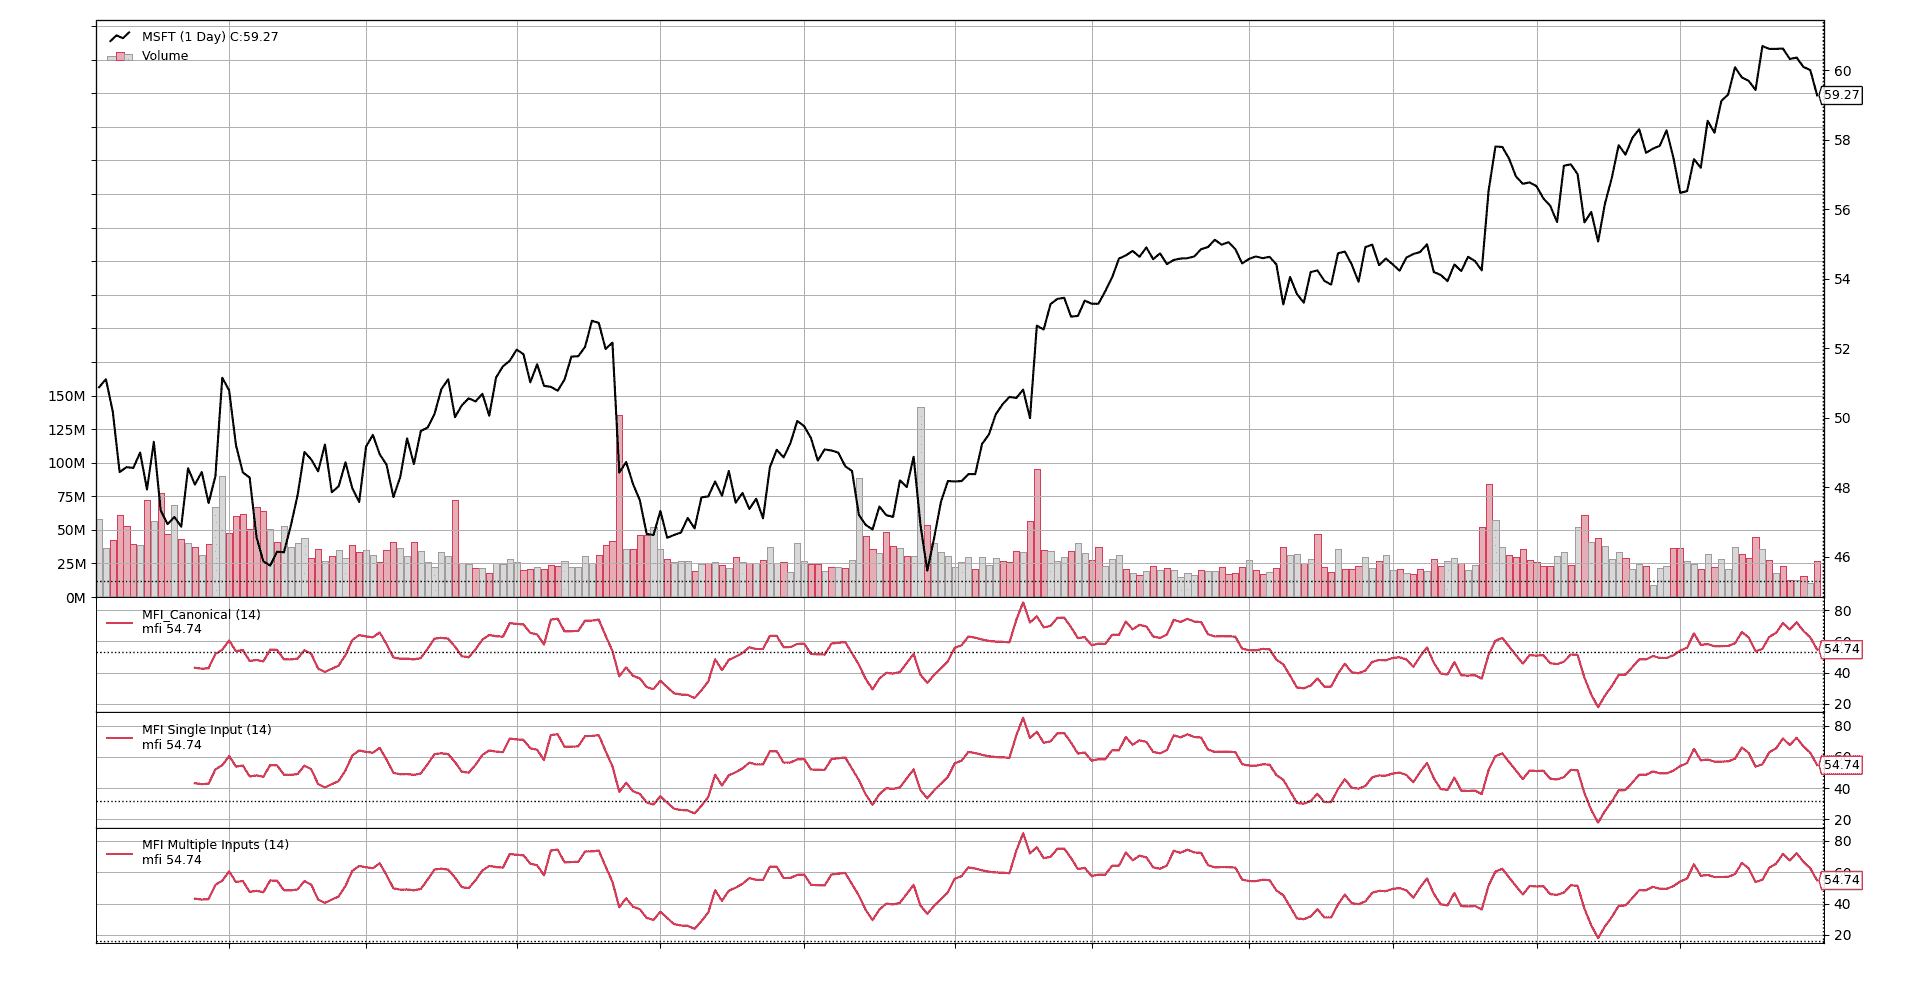 MSFT (1 Day) C:59.27
Volume
60
59.27
58
56
54
52
150M
50
125M
100M
48
75M
50M
46
25M
0M
MFI_Canonical (14)
mfi 54.74
80
54.74
40
20
MFI Single Input (14)
mfi 54.74
80
54.74
40
20
MFI Multiple Inputs (14)
mfi 54.74
80
54.74
40
20